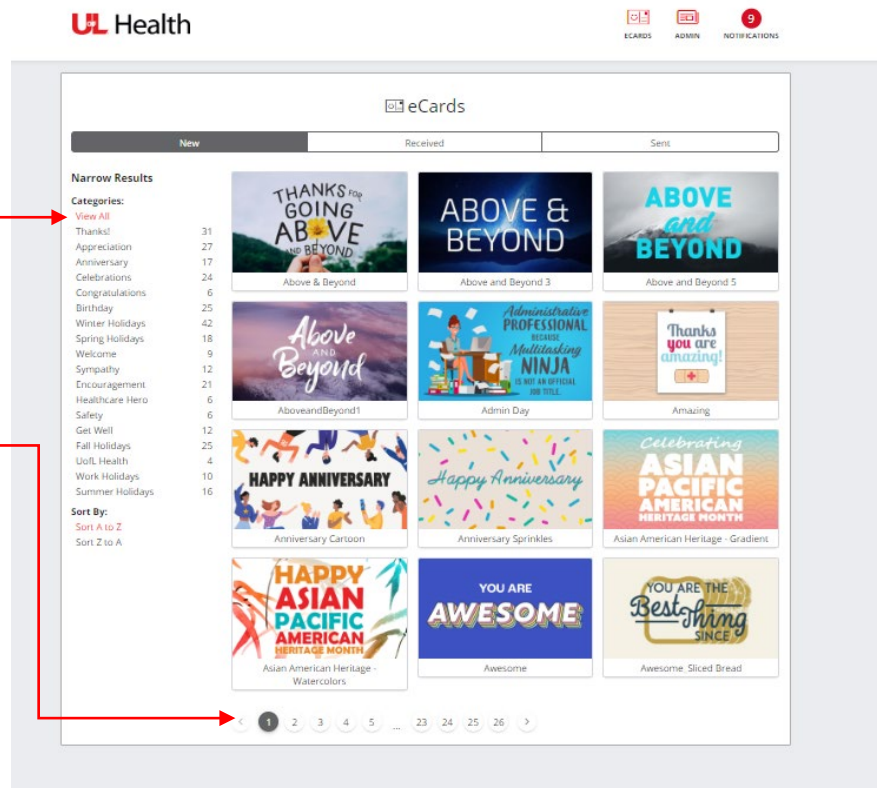 UofL Health
ECARDS
ADMIN
9
NOTIFICATIONS
eCards
New
Received
Sent
Narrow Results
Categories:
View All
Thanks! 31
Appreciation 27
Anniversary 17
Celebrations 24
Congratulations 6
Birthday 25
Winter Holidays 42
Spring Holidays 18
Welcome 9
Sympathy 12
Encouragement 21
Healthcare Hero 6
Safety 6
Get Well 12
Fall Holidays 25
UofL Health 4
Work Holidays 10
Summer Holidays 16
Sort By:
Sort A to Z
Sort Z to A
THANKS FOR
GOING
ABOVE
AND BEYOND
Above & Beyond
ABOVE &
BEYOND
Above and Beyond 3
ABOVE
and
BEYOND
Above and Beyond 5
Above
AND
Beyond
AboveandBeyond1
Administrative
PROFESSIONAL
BECAUSE
Multitasking
NINJA
IS NOT AN OFFICIAL
JOB TITLE.
Admin Day
Thanks
you are
amazing!
Amazing
HAPPY ANNIVERSARY
Anniversary Cartoon
Happy Anniversary
Anniversary Sprinkles
Celebrating
ASIAN
PACIFIC
AMERICAN
HERITAGE MONTH
Asian American Heritage - Gradient
HAPPY
ASIAN
PACIFIC
AMERICAN
HERITAGE MONTH
Asian American Heritage -
Watercolors
YOU ARE
AWESOME
Awesome
YOU ARE THE
Best Thing
SINCE
Awesome_Sliced Bread
< 1 2 3 4 5 ... 23 24 25 26 >